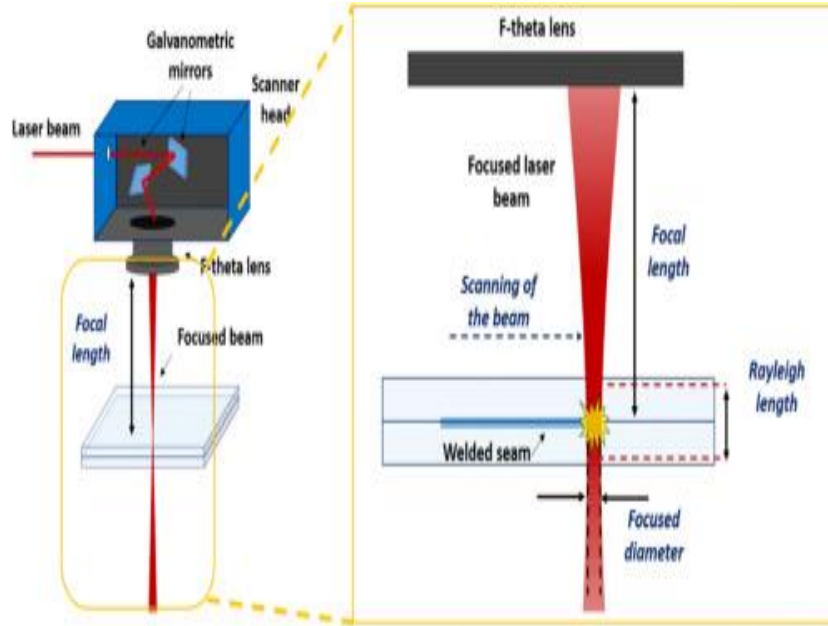 Galvanometric
mirrors
Scanner
head
Laser beam
F-theta lens
Focal
length
Focused beam
F-theta lens
Focused laser
beam
Focal
length
Scanning of
the beam
Rayleigh
length
Welded seam
Focused
diameter